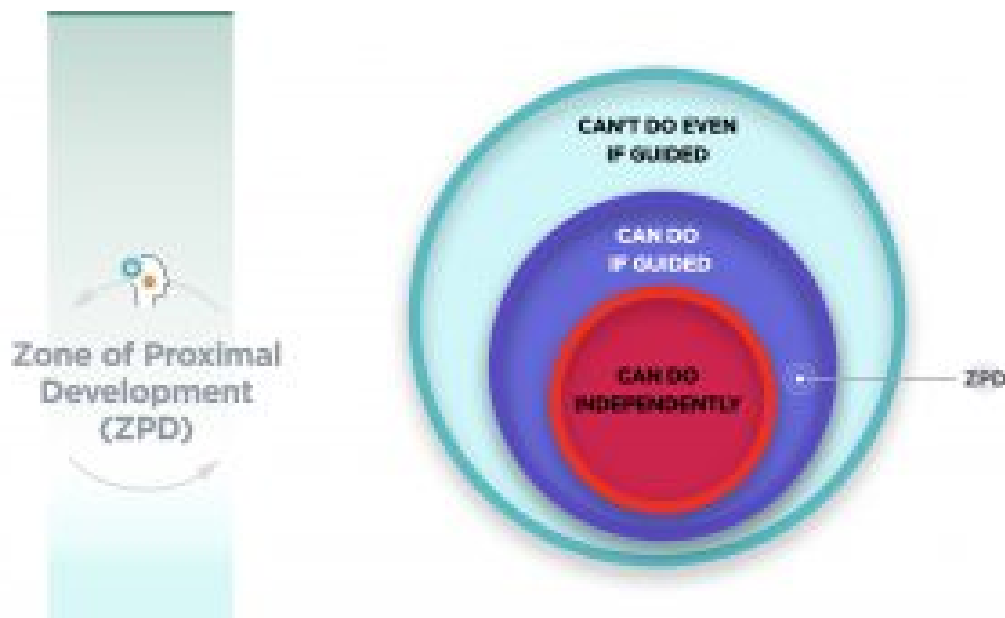 Zone of Proximal
Development
(ZPD)
CAN'T DO EVEN
IF GUIDED
CAN DO
IF GUIDED
CAN DO
INDEPENDENTLY
ZPD